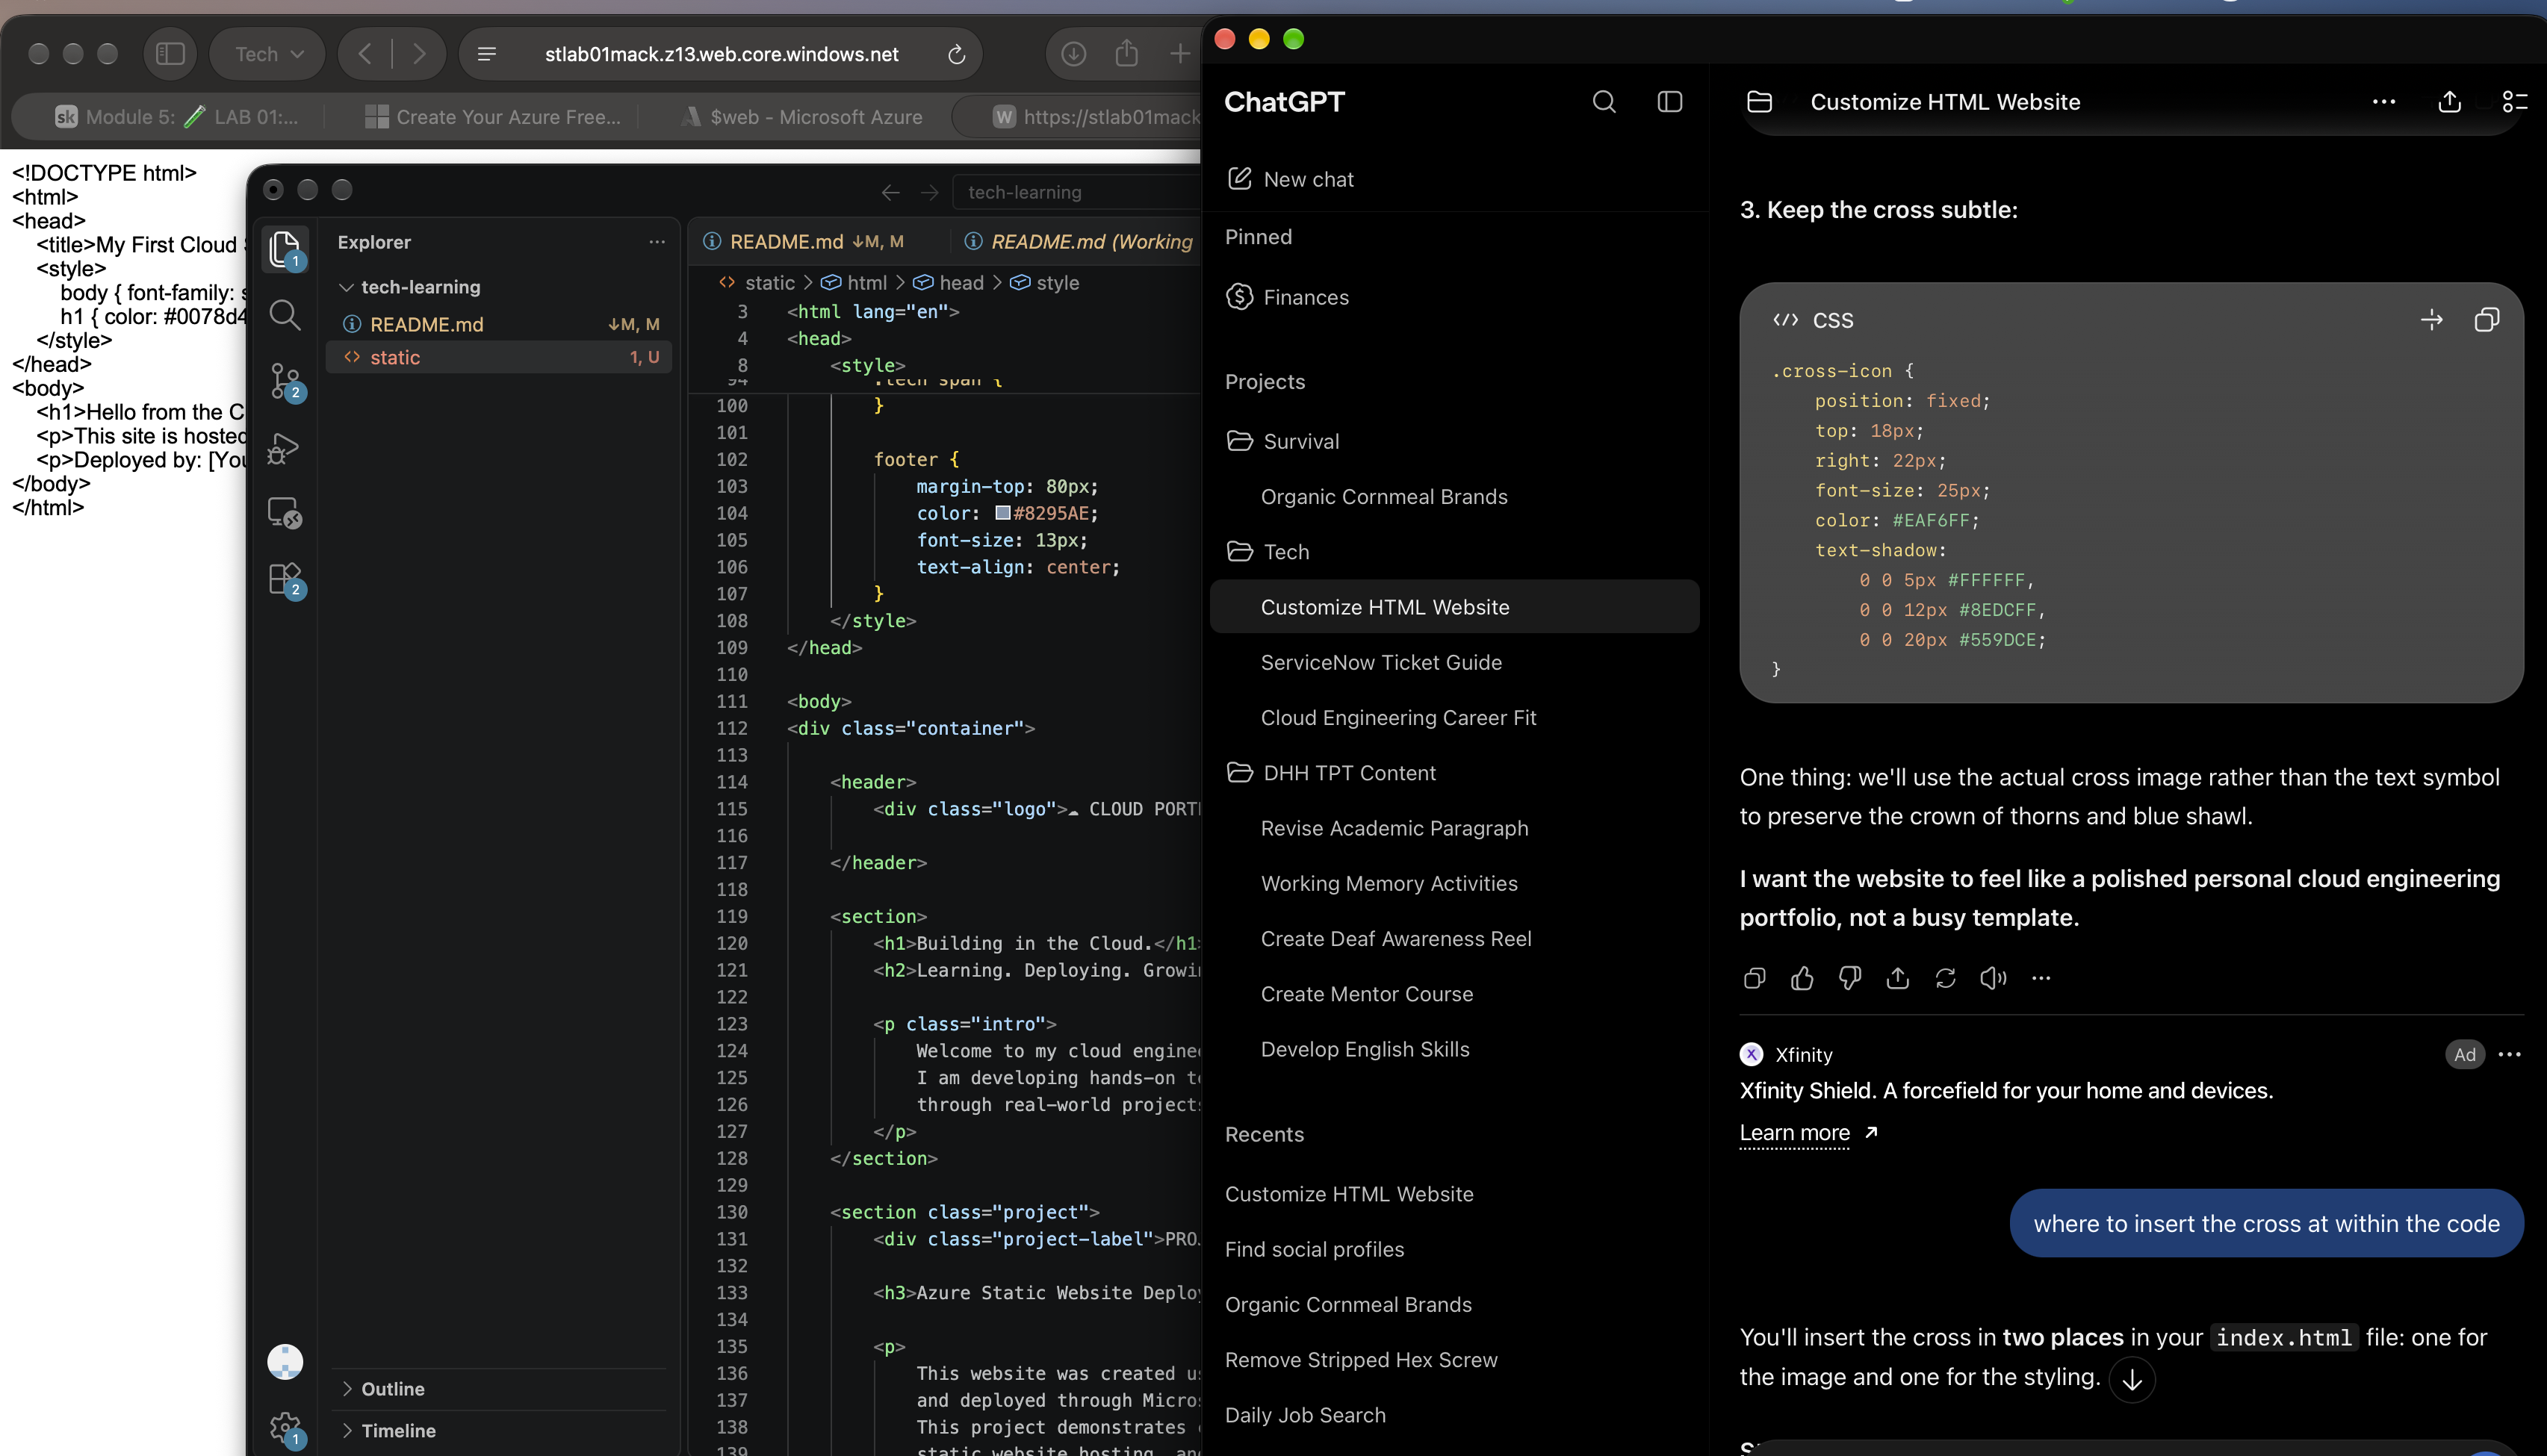 Tech
stlab01mack.z13.web.core.windows.net
sk Module 5: LAB 01:...
Create Your Azure Free...
$web - Microsoft Azure
W https://stlab01mack
<!DOCTYPE html>
<html>
<head>
<title>My First Cloud
<style>
body { font-family:
h1 { color: #0078d4
</style>
</head>
<body>
<h1>Hello from the C
<p>This site is hosted
<p>Deployed by: [You
</body>
</html>
tech-learning
1
2
2
Explorer
tech-learning
README.md ↓M, M
static 1, U
Outline
Timeline
1
README.md ↓M, M
README.md (Working
static > html > head > style
3 <html lang="en">
4 <head>
8 <style>
94 .tech span {
100 }
101
102 footer {
103 margin-top: 80px;
104 color: #8295AE;
105 font-size: 13px;
106 text-align: center;
107 }
108 </style>
109 </head>
110
111 <body>
112 <div class="container">
113
114 <header>
115 <div class="logo">☁ CLOUD PORT
116
117 </header>
118
119 <section>
120 <h1>Building in the Cloud.</h1>
121 <h2>Learning. Deploying. Growi
122
123 <p class="intro">
124 Welcome to my cloud engine
125 I am developing hands-on t
126 through real-world projects
127 </p>
128 </section>
129
130 <section class="project">
131 <div class="project-label">PRO
132
133 <h3>Azure Static Website Deplo
134
135 <p>
136 This website was created u
137 and deployed through Micro
138 This project demonstrates
139 static website hosting, an
ChatGPT
New chat
Pinned
Finances
Projects
Survival
Organic Cornmeal Brands
Tech
Customize HTML Website
ServiceNow Ticket Guide
Cloud Engineering Career Fit
DHH TPT Content
Revise Academic Paragraph
Working Memory Activities
Create Deaf Awareness Reel
Create Mentor Course
Develop English Skills
Recents
Customize HTML Website
Find social profiles
Organic Cornmeal Brands
Remove Stripped Hex Screw
Daily Job Search
Customize HTML Website
3. Keep the cross subtle:
</> CSS
.cross-icon {
position: fixed;
top: 18px;
right: 22px;
font-size: 25px;
color: #EAF6FF;
text-shadow:
0 0 5px #FFFFFF,
0 0 12px #8EDCFF,
0 0 20px #559DCE;
}
One thing: we'll use the actual cross image rather than the text symbol
to preserve the crown of thorns and blue shawl.
I want the website to feel like a polished personal cloud engineering
portfolio, not a busy template.
X Xfinity Ad
Xfinity Shield. A forcefield for your home and devices.
Learn more
where to insert the cross at within the code
You'll insert the cross in two places in your index.html file: one for
the image and one for the styling.